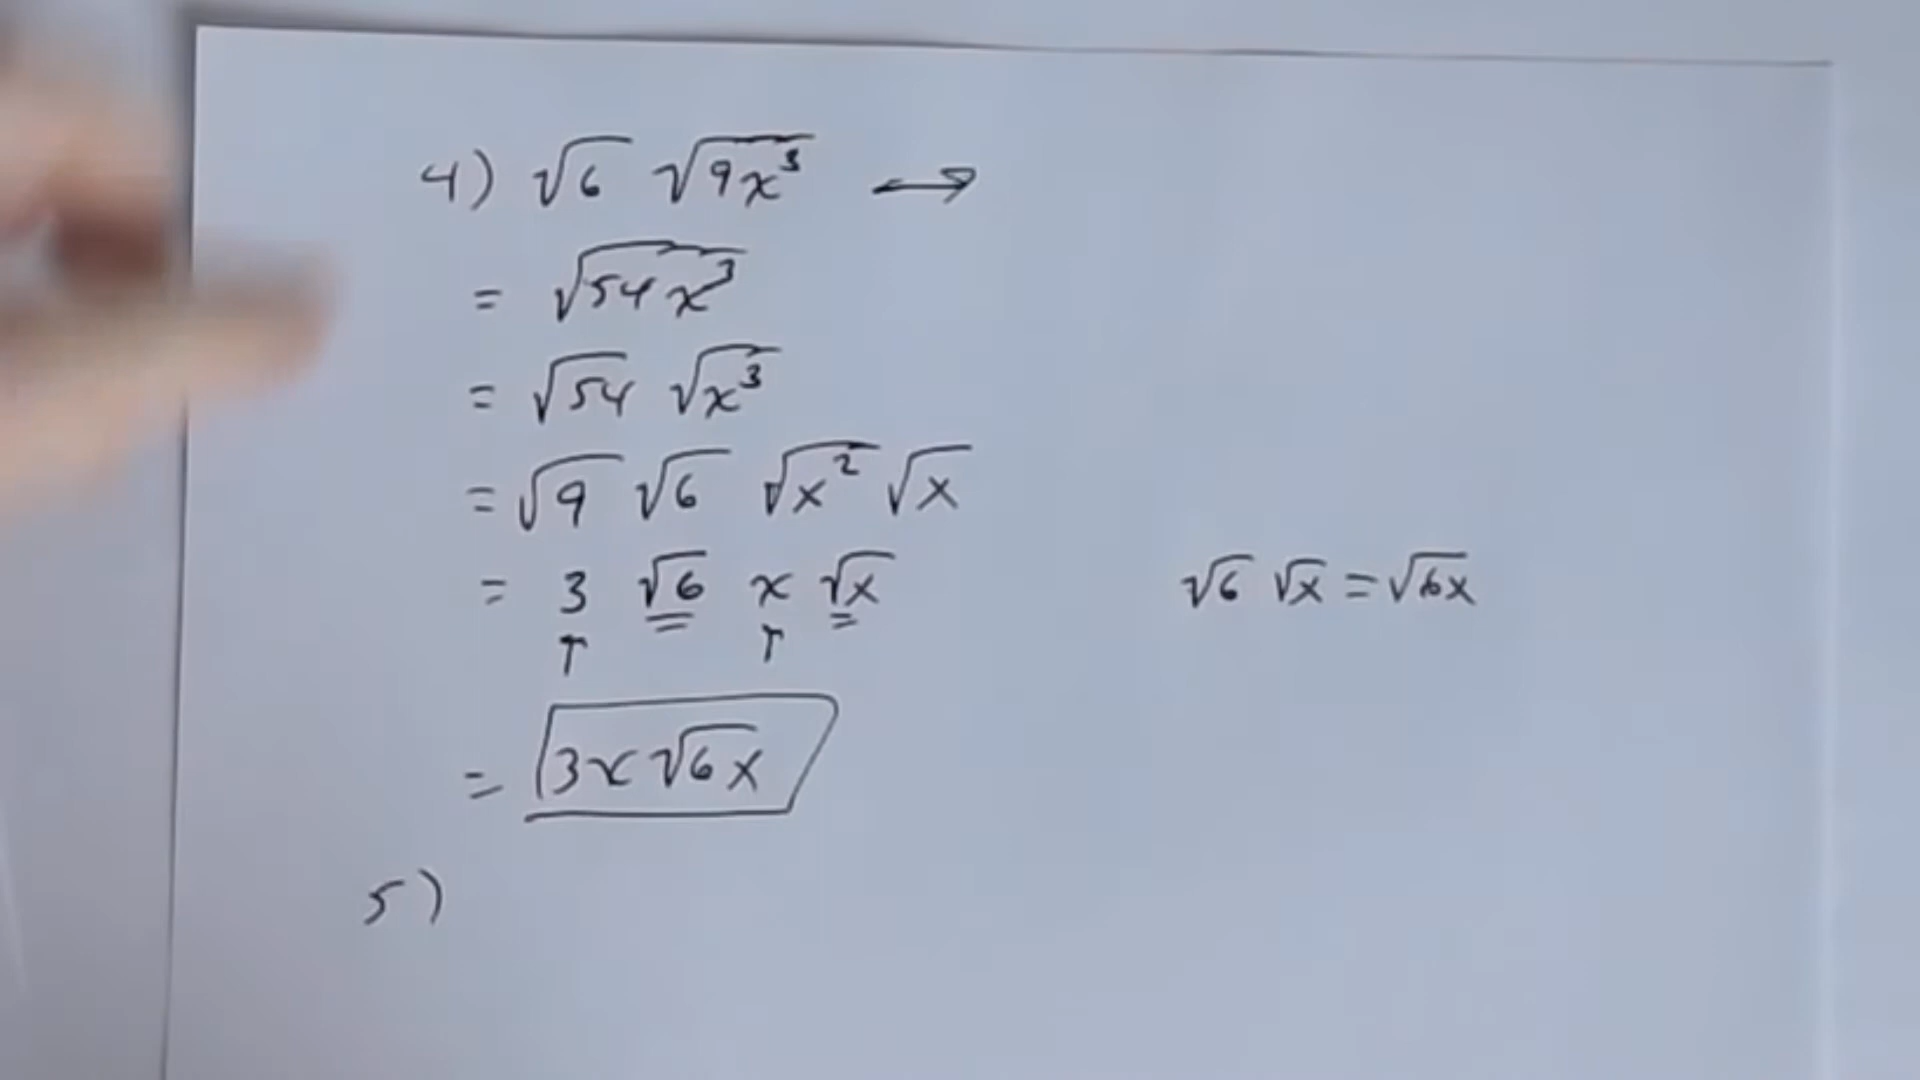 4) √6 √9x³ →
= √54x³
= √54 √x³
= √9 √6 √x² √x
= 3 √6 x √x
↑ ↑
√6 √x = √6x
= 3x√6x
5)